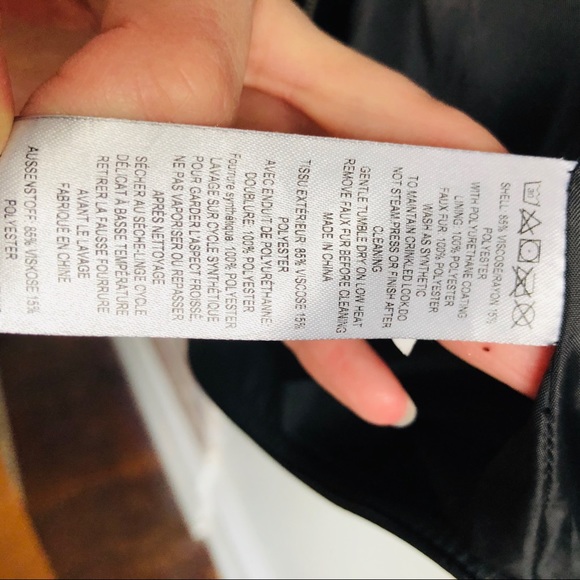 SHELL: 85% VISCOSE/RAYON 15%
POLYESTER
WITH POLYURETHANE COATING
LINING: 100% POLYESTER
FAUX FUR: 100% POLYESTER
WASH AS SYNTHETIC
TO MAINTAIN CRINKLED LOOK,DO
NOT STEAM PRESS OR FINISH AFTER
CLEANING
GENTLE TUMBLE DRY ON LOW HEAT
REMOVE FAUX FUR BEFORE CLEANING
MADE IN CHINA
TISSU EXTÉRIEUR: 85% VISCOSE 15%
POLYESTER
AVEC ENDUIT DE POLYURÉTHANNE
DOUBLURE: 100% POLYESTER
Fourrure synthétique: 100% POLYESTER
LAVAGE SUR CYCLE SYNTHÉTIQUE
POUR GARDER L'ASPECT FROISSÉ,
NE PAS VAPORISER OU REPASSER
APRÈS NETTOYAGE
SÉCHER AU SÈCHE-LINGE CYCLE
DÉLICAT À BASSE TEMPÉRATURE
RETIRER LA FAUSSE FOURRURE
AVANT LE LAVAGE
FABRIQUÉ EN CHINE
AUSSENSTOFF: 85% VISKOSE 15%
POLYESTER